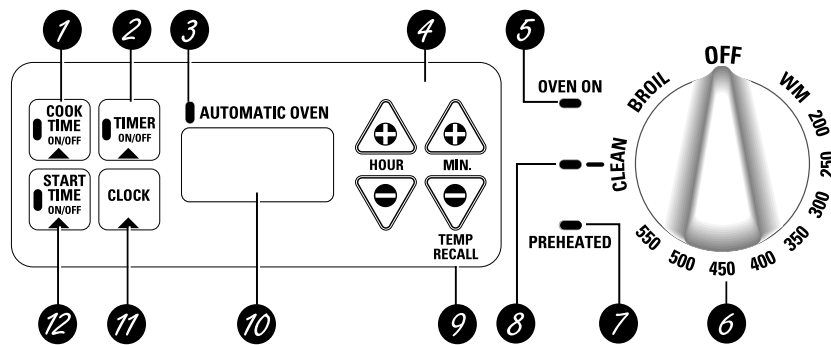 1 2 3 4 5
COOK
TIME
ON/OFF
TIMER
ON/OFF
AUTOMATIC OVEN
START
TIME
ON/OFF
CLOCK
HOUR
MIN.
TEMP
RECALL
OVEN ON
PREHEATED
OFF
WM
200
250
300
350
400
450
500
550
CLEAN
BROIL
12 11 10 9 8 7 6